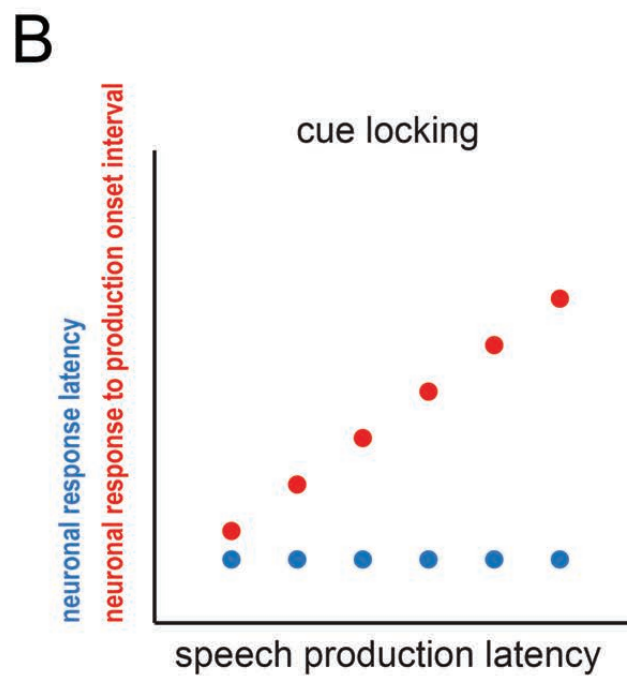 B
cue locking
neuronal response latency
neuronal response to production onset interval
speech production latency